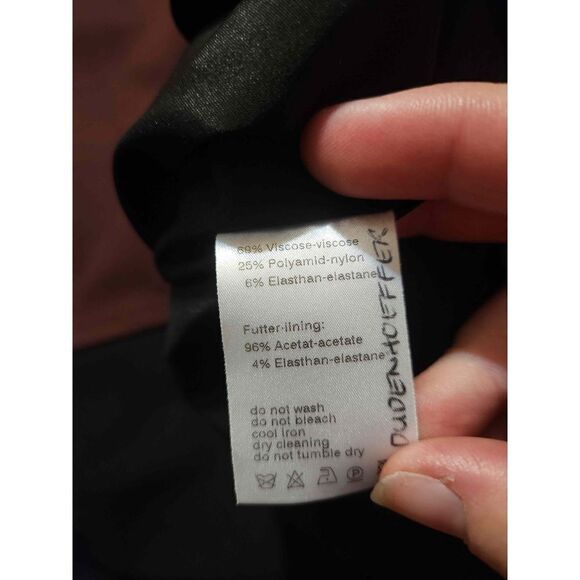 69% Viscose-viscose
25% Polyamid-nylon
6% Elasthan-elastane
Futter-lining:
96% Acetat-acetate
4% Elasthan-elastane
do not wash
do not bleach
cool iron
dry cleaning
do not tumble dry
P
DUDENHOEFFER